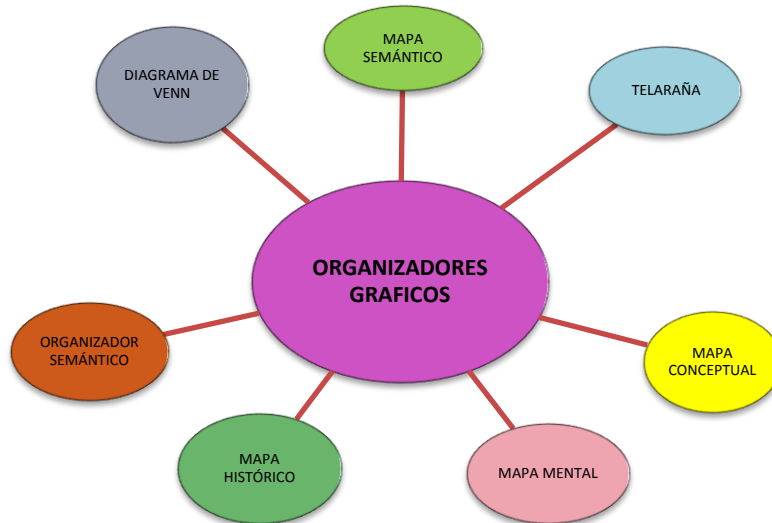 MAPA
SEMÁNTICO
DIAGRAMA DE
VENN
TELARAÑA
ORGANIZADORES
GRAFICOS
ORGANIZADOR
SEMÁNTICO
MAPA
CONCEPTUAL
MAPA
HISTÓRICO
MAPA MENTAL